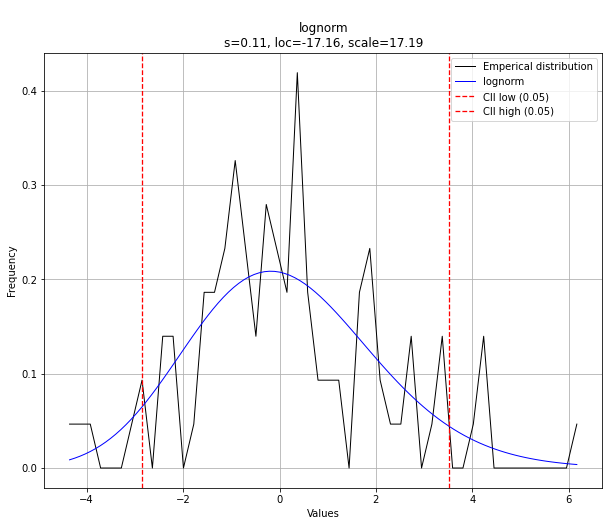 lognorm
s=0.11, loc=-17.16, scale=17.19
Emperical distribution
lognorm
CII low (0.05)
CII high (0.05)
Frequency
0.4
0.3
0.2
0.1
0.0
−4
−2
0
2
4
6
Values